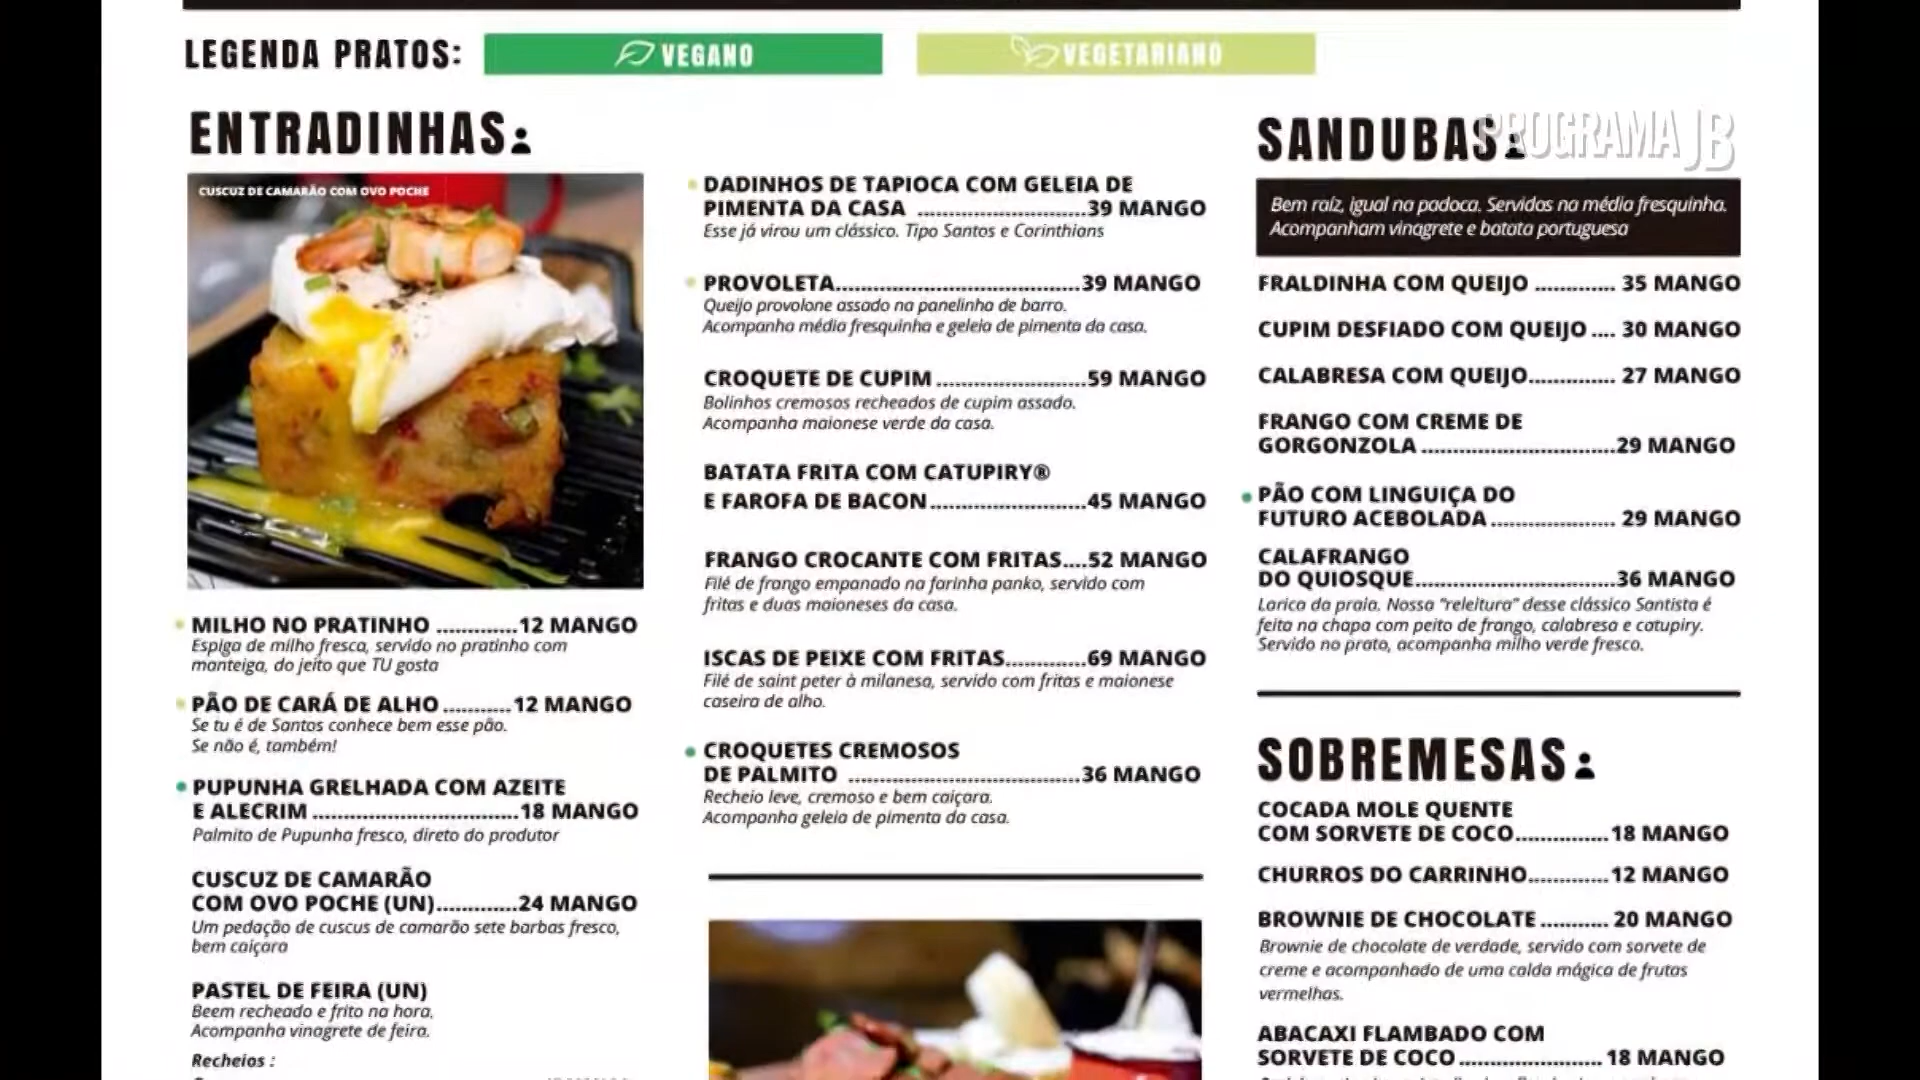 LEGENDA PRATOS:
VEGANO
VEGETARIANO
ENTRADINHAS
CUSCUZ DE CAMARÃO COM OVO POCHE
MILHO NO PRATINHO .............12 MANGO
Espiga de milho fresca, servido no pratinho com
manteiga, do jeito que TU gosta
PÃO DE CARÁ DE ALHO...........12 MANGO
Se tu é de Santos conhece bem esse pão.
Se não é, também!
PUPUNHA GRELHADA COM AZEITE
E ALECRIM .................................18 MANGO
Palmito de Pupunha fresco, direto do produtor
CUSCUZ DE CAMARÃO
COM OVO POCHE (UN).............24 MANGO
Um pedação de cuscus de camarão sete barbas fresco,
bem caiçara
PASTEL DE FEIRA (UN)
Beem recheado e frito na hora.
Acompanha vinagrete de feira.
Recheios :
DADINHOS DE TAPIOCA COM GELEIA DE
PIMENTA DA CASA ...........................39 MANGO
Esse já virou um clássico. Tipo Santos e Corinthians
PROVOLETA.......................................39 MANGO
Queijo provolone assado na panelinha de barro.
Acompanha média fresquinha e geleia de pimenta da casa.
CROQUETE DE CUPIM ........................59 MANGO
Bolinhos cremosos recheados de cupim assado.
Acompanha maionese verde da casa.
BATATA FRITA COM CATUPIRY®
E FAROFA DE BACON.........................45 MANGO
FRANGO CROCANTE COM FRITAS....52 MANGO
Filé de frango empanado na farinha panko, servido com
fritas e duas maioneses da casa.
ISCAS DE PEIXE COM FRITAS.............69 MANGO
Filé de saint peter à milanesa, servido com fritas e maionese
caseira de alho.
CROQUETES CREMOSOS
DE PALMITO .....................................36 MANGO
Recheio leve, cremoso e bem caiçara.
Acompanha geleia de pimenta da casa.
SANDUBAS
PROGRAMA JB
Bem raíz, igual na padoca. Servidos na média fresquinha.
Acompanham vinagrete e batata portuguesa
FRALDINHA COM QUEIJO ............. 35 MANGO
CUPIM DESFIADO COM QUEIJO .... 30 MANGO
CALABRESA COM QUEIJO.............. 27 MANGO
FRANGO COM CREME DE
GORGONZOLA ...............................29 MANGO
PÃO COM LINGUIÇA DO
FUTURO ACEBOLADA.................... 29 MANGO
CALAFRANGO
DO QUIOSQUE................................36 MANGO
Larica da praia. Nossa "releitura" desse clássico Santista é
feita na chapa com peito de frango, calabresa e catupiry.
Servido no prato, acompanha milho verde fresco.
SOBREMESAS
COCADA MOLE QUENTE
COM SORVETE DE COCO...............18 MANGO
CHURROS DO CARRINHO.............12 MANGO
BROWNIE DE CHOCOLATE ........... 20 MANGO
Brownie de chocolate de verdade, servido com sorvete de
creme e acompanhado de uma calda mágica de frutas
vermelhas.
ABACAXI FLAMBADO COM
SORVETE DE COCO....................... 18 MANGO